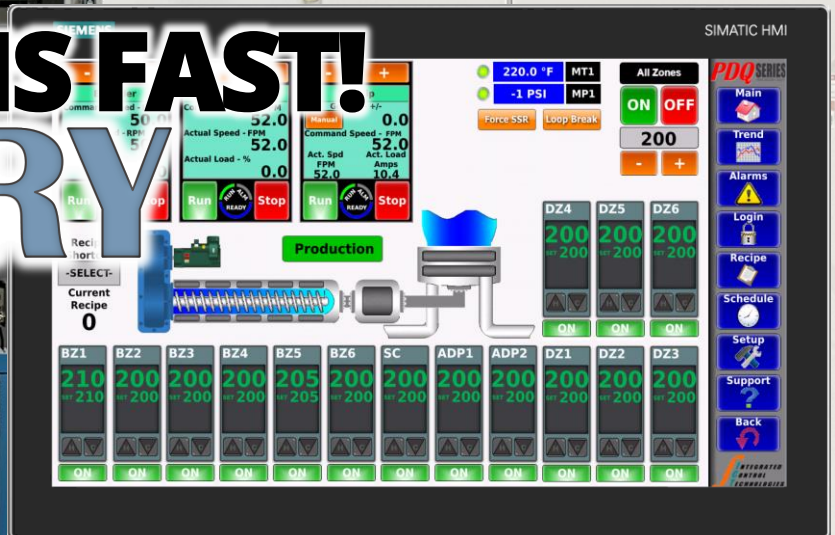 SIEMENS
SIMATIC HMI
IS FAST!
RY
- +
+/-
Manual 0.0
Command Speed - FPM
52.0
Act. Spd Act. Load
FPM Amps
52.0 10.4
52.0
Actual Speed - FPM
52.0
Actual Load - %
0.0
Run RUN ALM READY Stop
Run RUN ALM READY Stop
220.0 °F MT1
-1 PSI MP1
Force SSR Loop Break
All Zones
ON OFF
200
- +
PDQ SERIES
Main
Trend
Alarms
Login
Recipe
Schedule
Setup
Support
Back
INTEGRATED
CONTROL
TECHNOLOGIES
-SELECT-
Current
Recipe
0
Production
DZ4 DZ5 DZ6
200 200 200
SET 200 SET 200 SET 200
ON ON ON
BZ1 BZ2 BZ3 BZ4 BZ5 BZ6 SC ADP1 ADP2 DZ1 DZ2 DZ3
210 200 200 200 205 200 200 200 200 200 200 200
SET 210 SET 200 SET 200 SET 200 SET 205 SET 200 SET 200 SET 200 SET 200 SET 200 SET 200 SET 200
ON ON ON ON ON ON ON ON ON ON ON ON